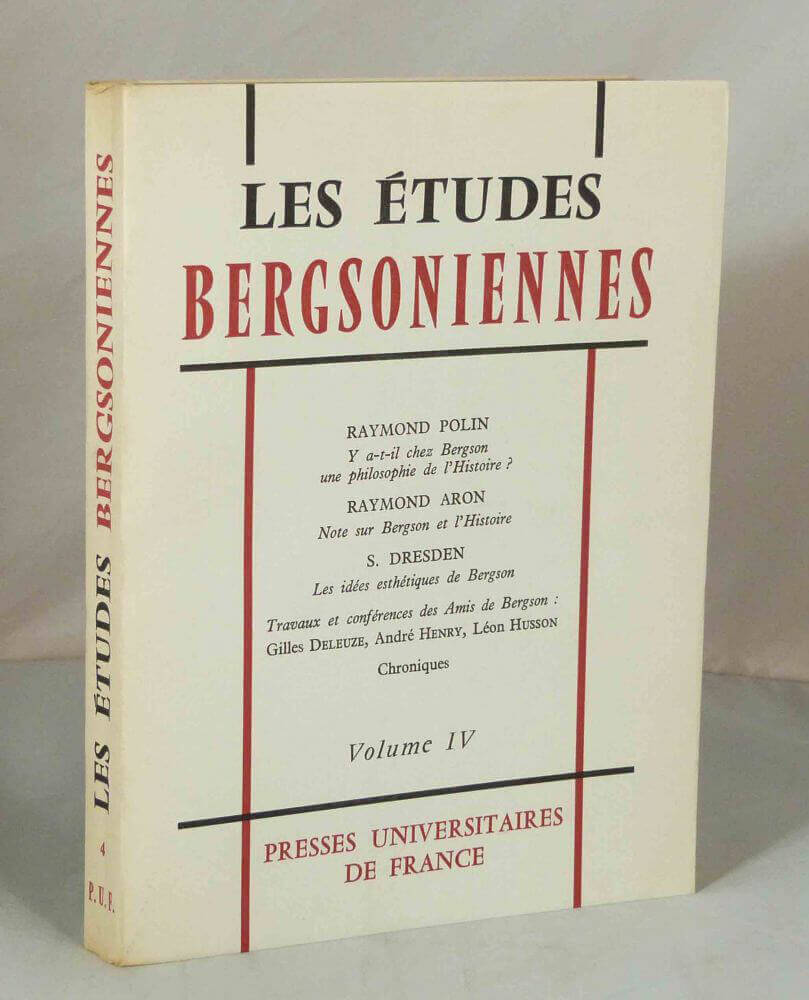 LES ÉTUDES
BERGSONIENNES
RAYMOND POLIN
Y a-t-il chez Bergson
une philosophie de l'Histoire ?
RAYMOND ARON
Note sur Bergson et l'Histoire
S. DRESDEN
Les idées esthétiques de Bergson
Travaux et conférences des Amis de Bergson :
Gilles DELEUZE, André HENRY, Léon HUSSON
Chroniques
Volume IV
PRESSES UNIVERSITAIRES
DE FRANCE
LES ÉTUDES BERGSONIENNES
4
P.U.F.